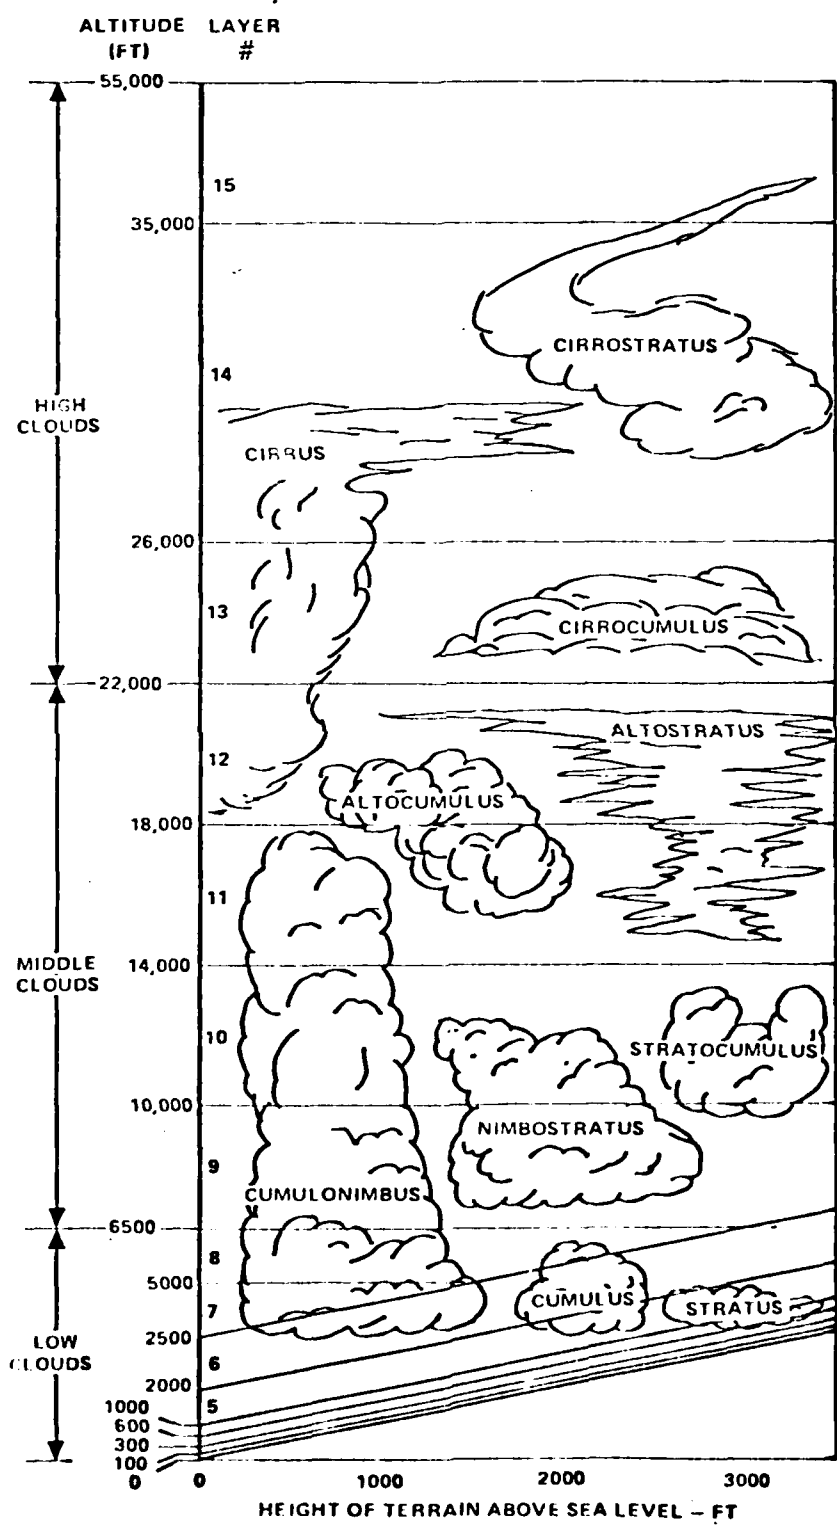 ALTITUDE LAYER
(FT) #
55,000
15
35,000
CIRROSTRATUS
14
HIGH
CLOUDS
CIRRUS
26,000
13
CIRROCUMULUS
22,000
ALTOSTRATUS
12
ALTOCUMULUS
18,000
11
MIDDLE
CLOUDS
14,000
10
STRATOCUMULUS
10,000
NIMBOSTRATUS
9
CUMULONIMBUS
6500
8
5000
7
CUMULUS
STRATUS
2500
LOW
CLOUDS
6
2000
1000
5
600
300
100
0
0 1000 2000 3000
HEIGHT OF TERRAIN ABOVE SEA LEVEL – FT